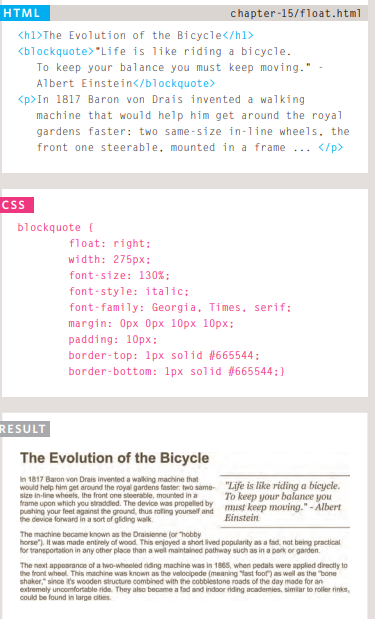 HTML
chapter-15/float.html
<h1>The Evolution of the Bicycle</h1>
<blockquote>"Life is like riding a bicycle.
To keep your balance you must keep moving." -
Albert Einstein</blockquote>
<p>In 1817 Baron von Drais invented a walking
machine that would help him get around the royal
gardens faster: two same-size in-line wheels, the
front one steerable, mounted in a frame ... </p>
CSS
blockquote {
float: right;
width: 275px;
font-size: 130%;
font-style: italic;
font-family: Georgia, Times, serif;
margin: 0px 0px 10px 10px;
padding: 10px;
border-top: 1px solid #665544;
border-bottom: 1px solid #665544;}
RESULT
The Evolution of the Bicycle
In 1817 Baron von Drais invented a walking machine that
would help him get around the royal gardens faster: two same-
size in-line wheels, the front one steerable, mounted in a
frame upon which you straddled. The device was propelled by
pushing your feet against the ground, thus rolling yourself and
the device forward in a sort of gliding walk.
"Life is like riding a bicycle.
To keep your balance you
must keep moving." - Albert
Einstein
The machine became known as the Draisienne (or "hobby
horse"). It was made entirely of wood. This enjoyed a short lived popularity as a fad, not being practical
for transportation in any other place than a well maintained pathway such as in a park or garden.
The next appearance of a two-wheeled riding machine was in 1865, when pedals were applied directly to
the front wheel. This machine was known as the velocipede (meaning "fast foot") as well as the "bone
shaker," since it's wooden structure combined with the cobblestone roads of the day made for an
extremely uncomfortable ride. They also became a fad and indoor riding academies, similar to roller rinks,
could be found in large cities.